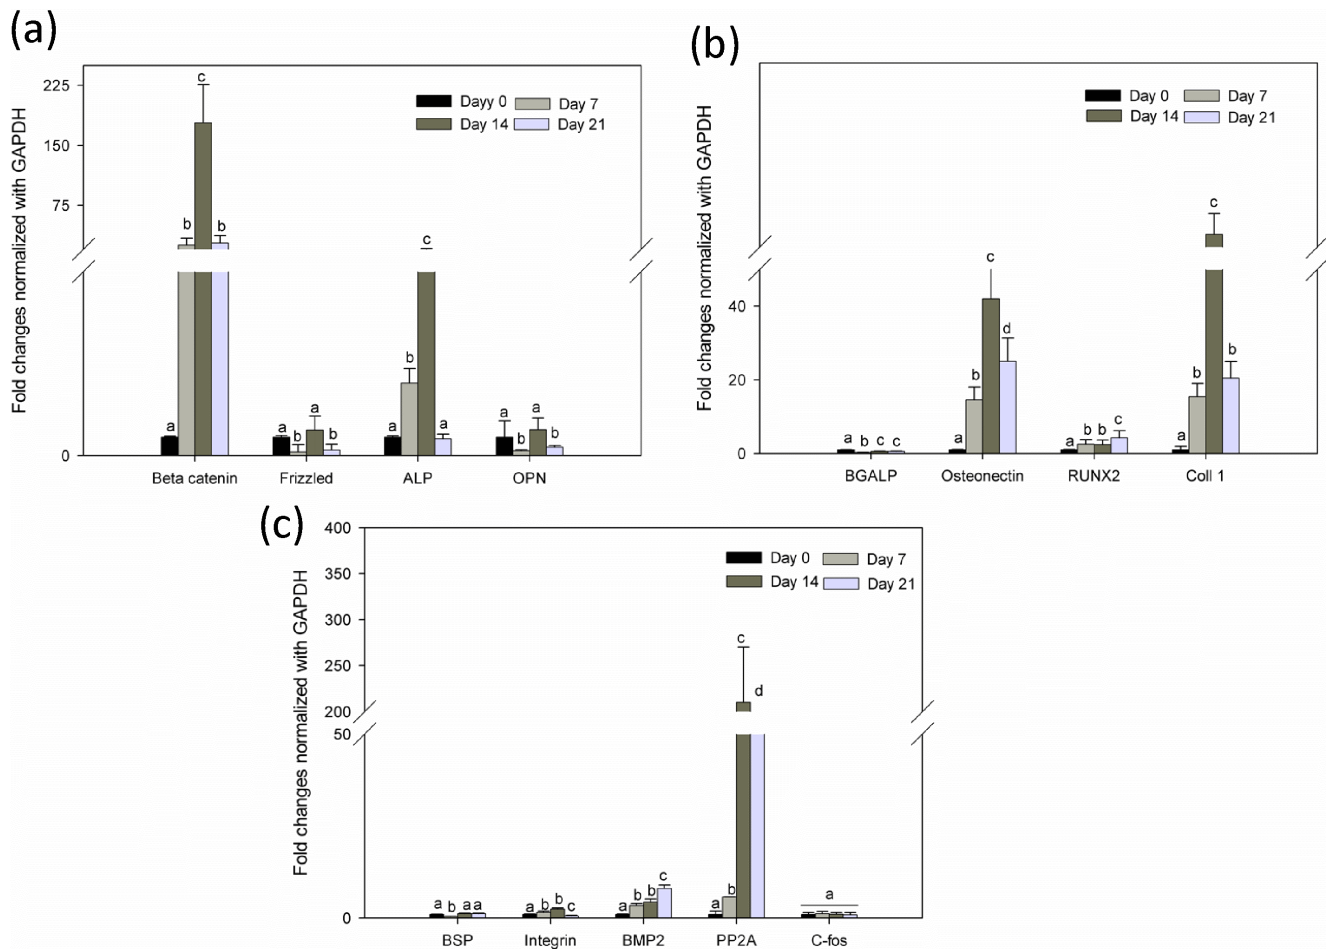 (a)
Fold changes normalized with GAPDH
225
150
75
0
Dayy 0
Day 7
Day 14
Day 21
c
b
b
a
a
b
a
b
a
b
c
a
a
b
a
b
Beta catenin
Frizzled
ALP
OPN
(b)
Fold changes normalized with GAPDH
40
20
0
Day 0
Day 7
Day 14
Day 21
a
b
c
c
a
b
c
d
a
b
b
c
a
b
c
b
BGALP
Osteonectin
RUNX2
Coll 1
(c)
Fold changes normalized with GAPDH
400
350
300
250
200
50
0
Day 0
Day 7
Day 14
Day 21
a
b
a
a
a
b
b
c
a
b
b
c
a
b
c
d
a
BSP
Integrin
BMP2
PP2A
C-fos